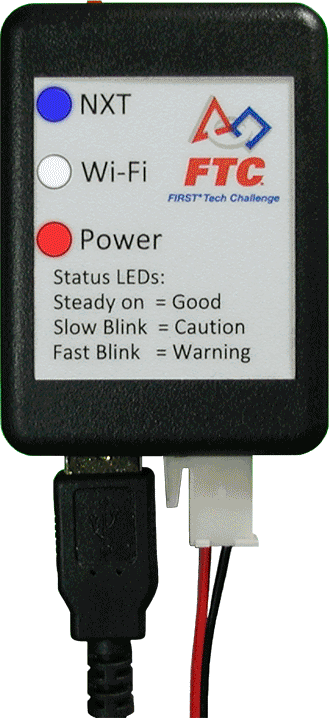 NXT
Wi-Fi
FTC®
FIRST® Tech Challenge
Power
Status LEDs:
Steady on = Good
Slow Blink = Caution
Fast Blink = Warning